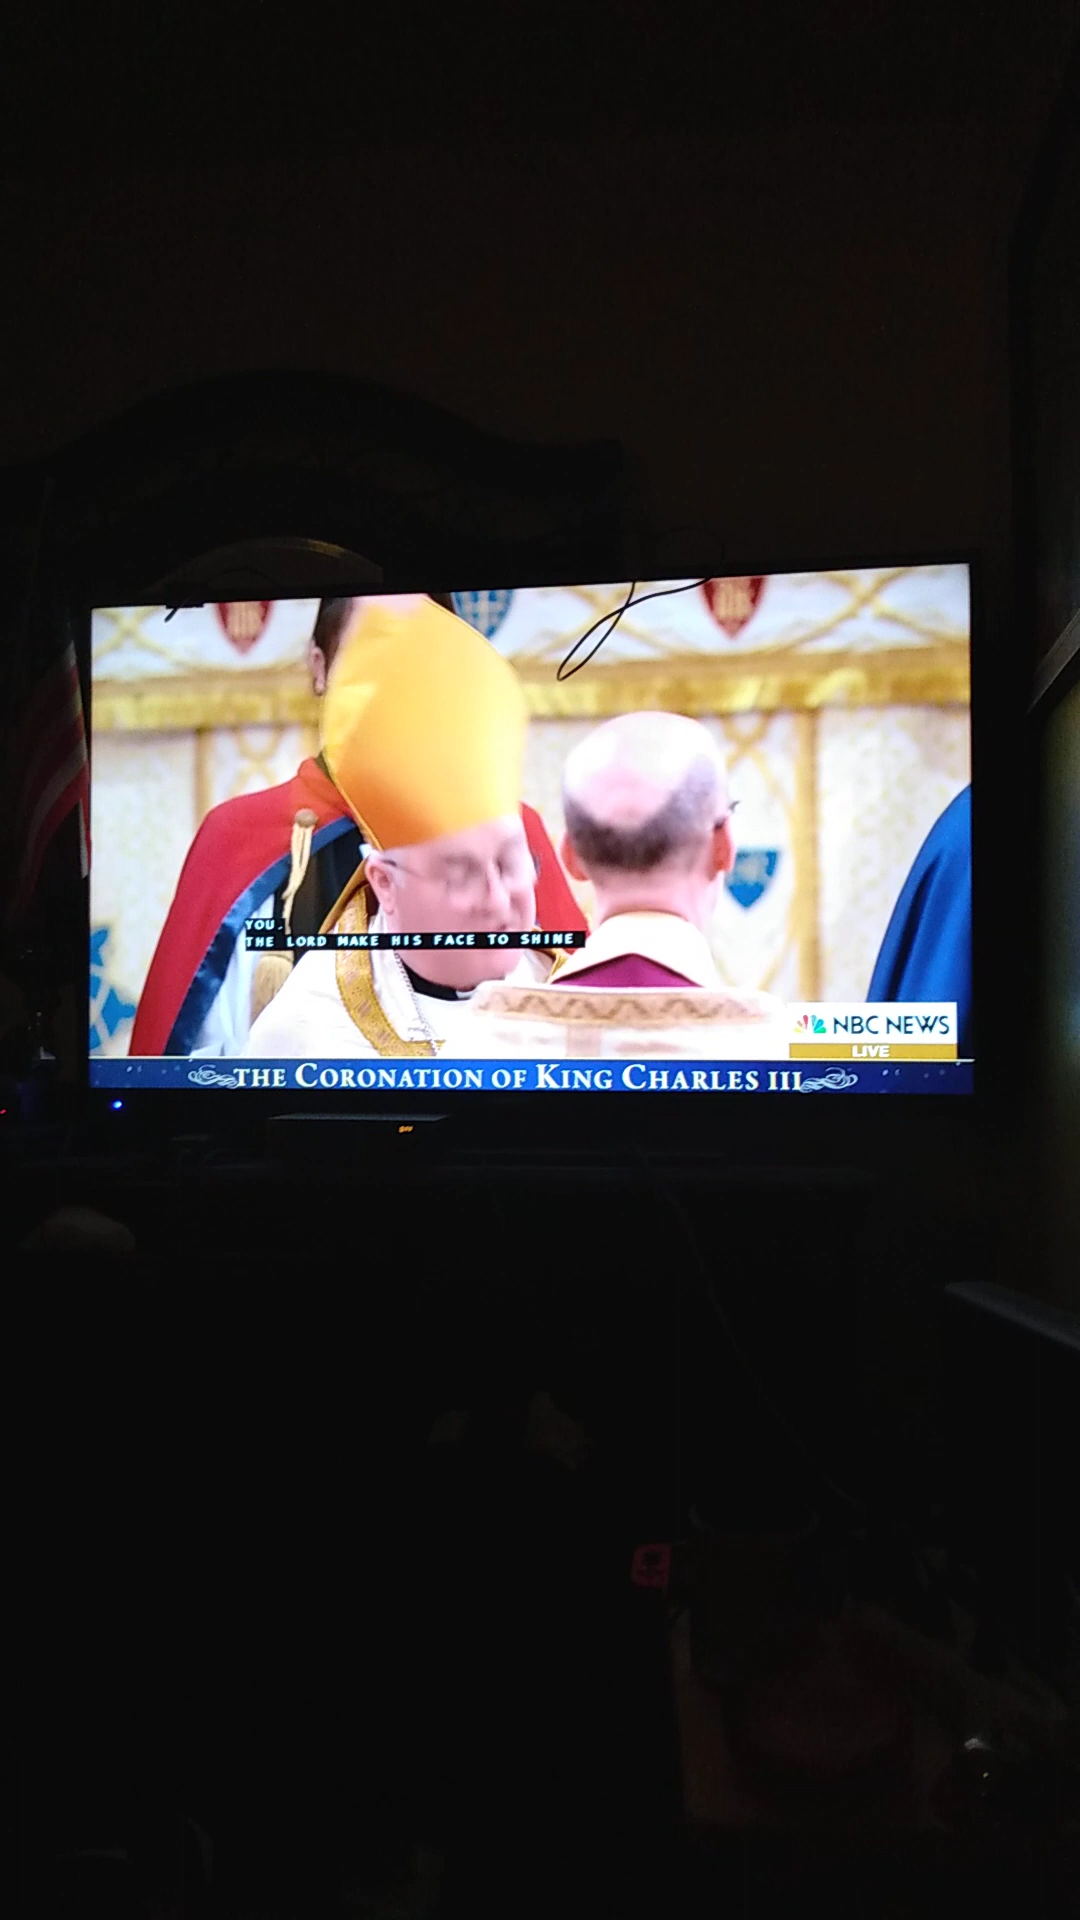 YOU.
THE LORD MAKE HIS FACE TO SHINE
NBC NEWS
LIVE
THE CORONATION OF KING CHARLES III